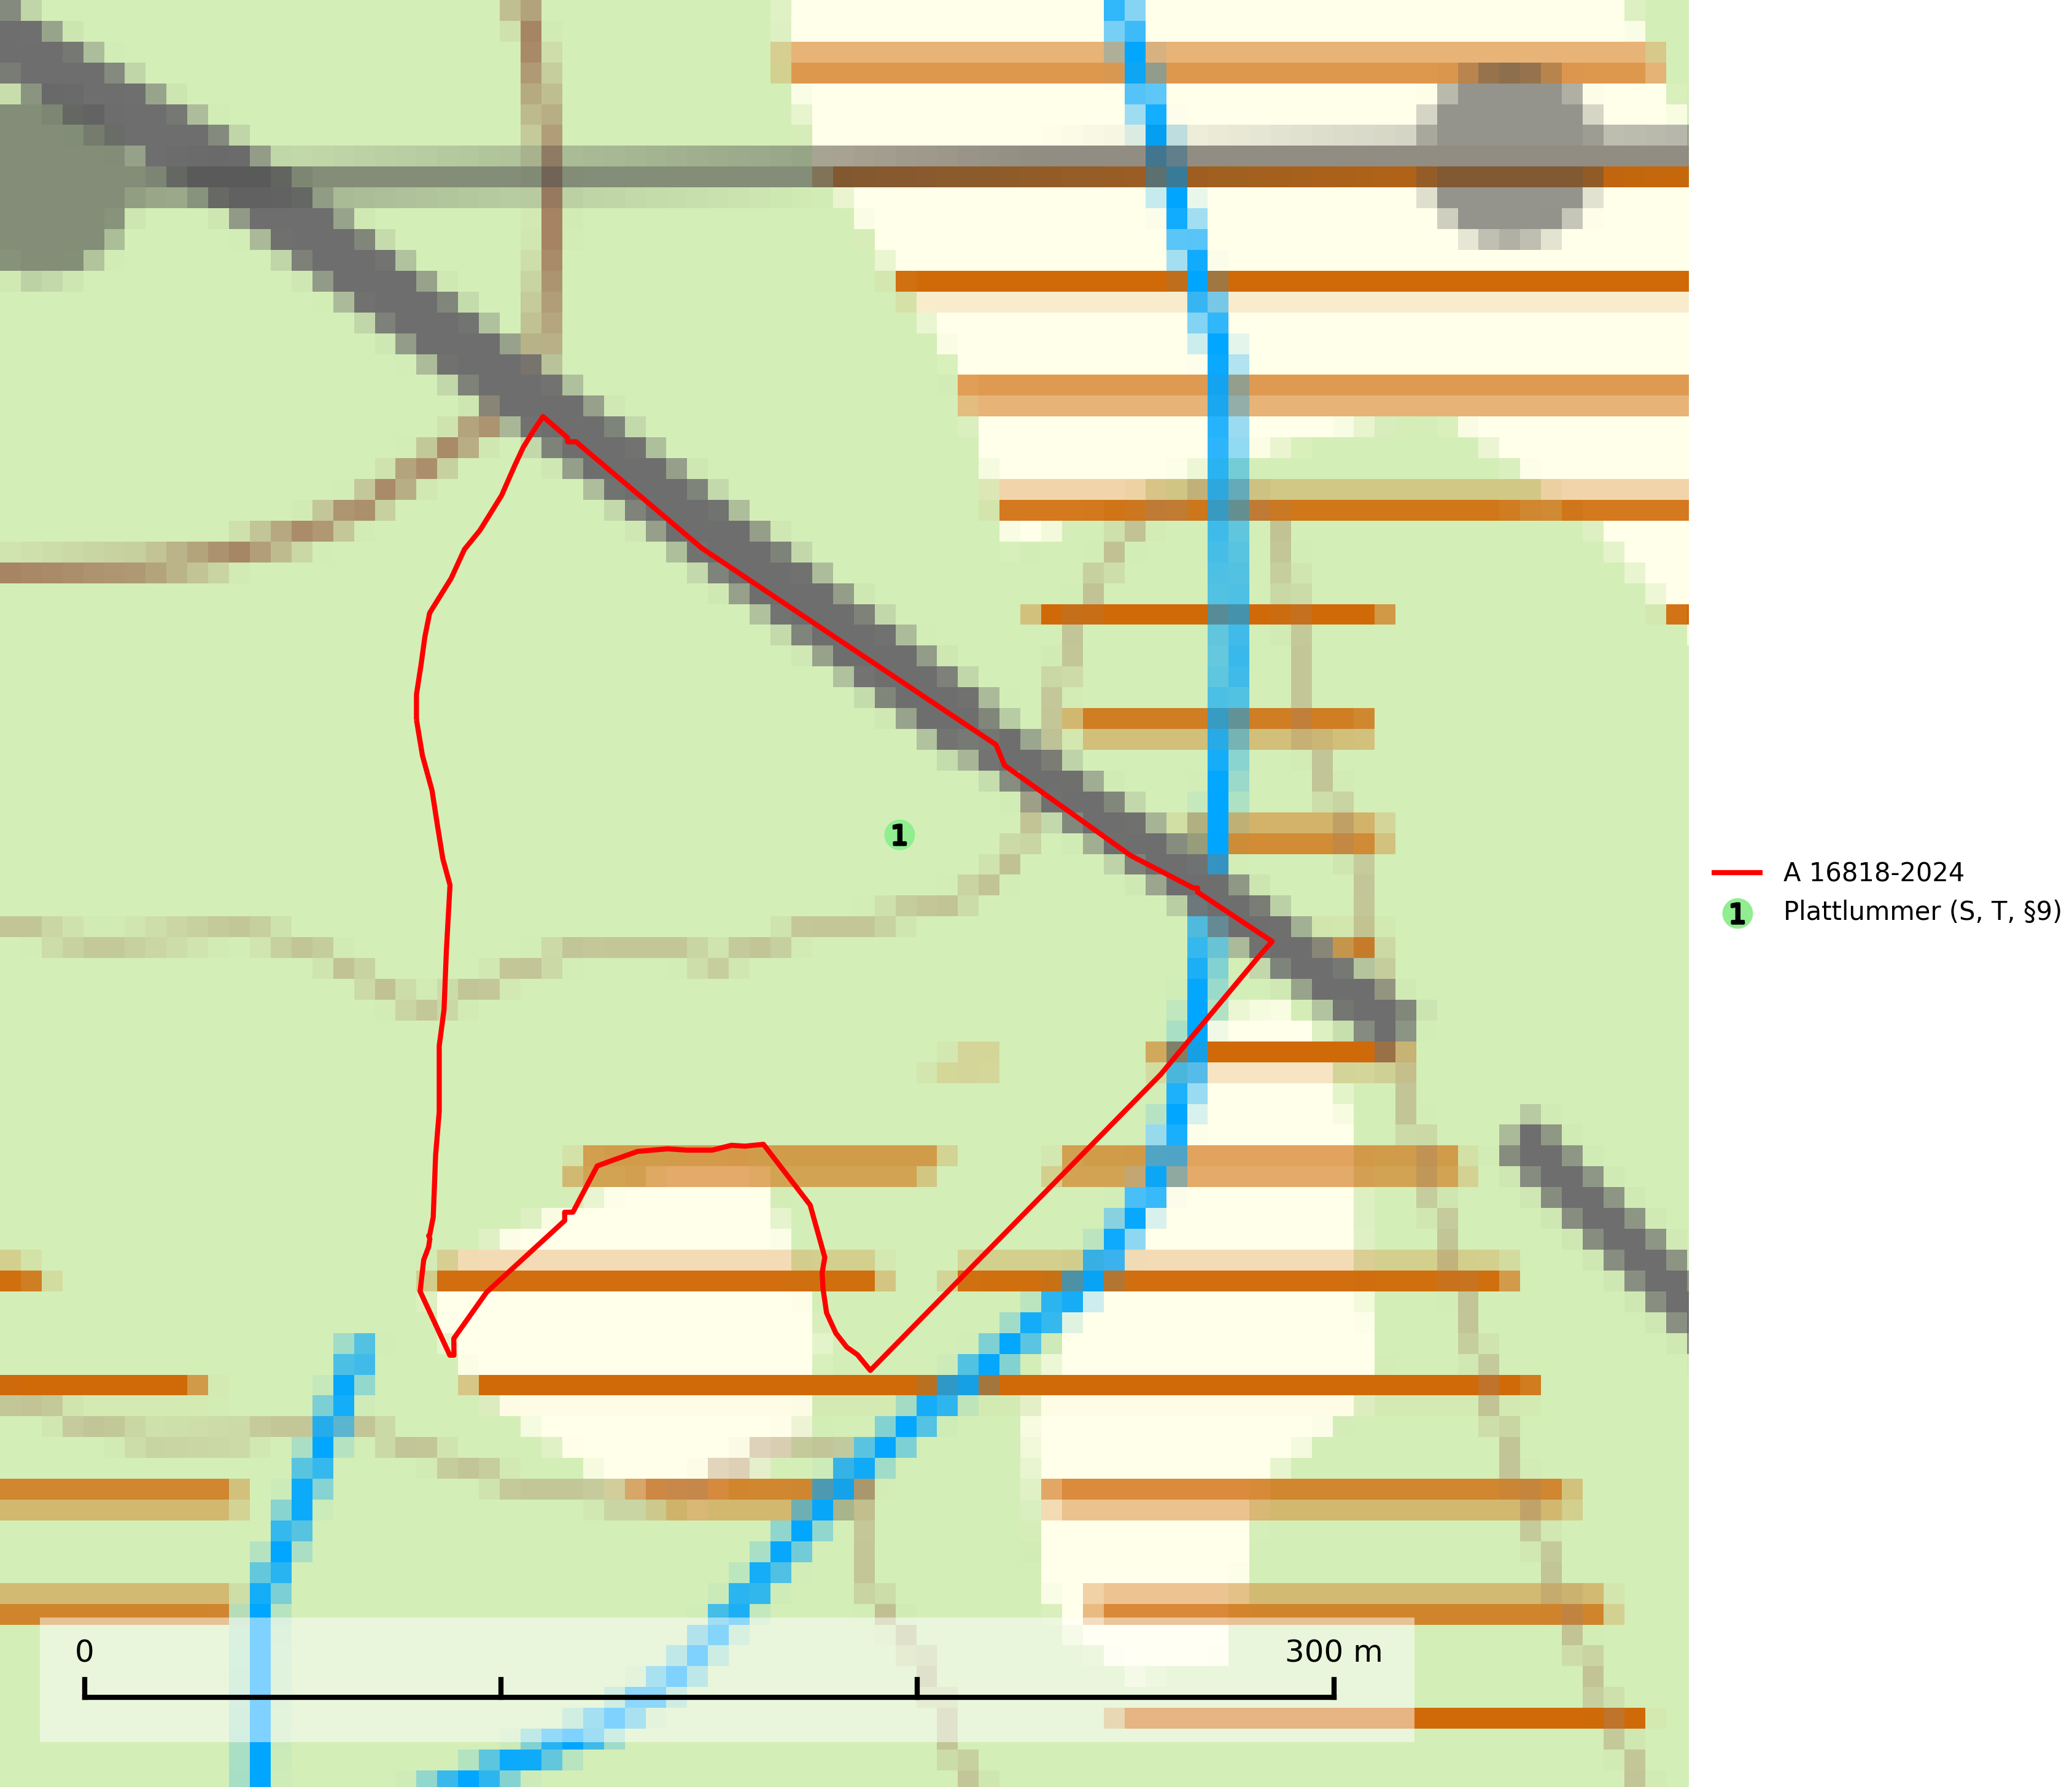 1
A 16818-2024
1 Plattlummer (S, T, §9)
0 300 m